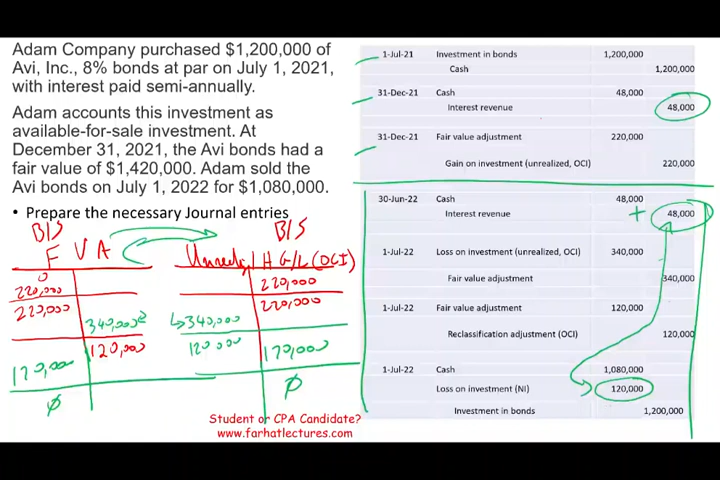 Adam Company purchased $1,200,000 of
Avi, Inc., 8% bonds at par on July 1, 2021,
with interest paid semi-annually.
Adam accounts this investment as
available-for-sale investment. At
December 31, 2021, the Avi bonds had a
fair value of $1,420,000. Adam sold the
Avi bonds on July 1, 2022 for $1,080,000.
• Prepare the necessary Journal entries
B/S
F V A
0
220,000
220,000
340,000
120,000
120,000
∅
B/S
H G/L (OCI)
220,000
220,000
340,000
120,000
120,000
∅
Student or CPA Candidate?
www.farhatlectures.com
1-Jul-21 Investment in bonds 1,200,000
Cash 1,200,000
31-Dec-21 Cash 48,000
Interest revenue 48,000
31-Dec-21 Fair value adjustment 220,000
Gain on investment (unrealized, OCI) 220,000
30-Jun-22 Cash 48,000
+
Interest revenue 48,000
1-Jul-22 Loss on investment (unrealized, OCI) 340,000
Fair value adjustment 340,000
1-Jul-22 Fair value adjustment 120,000
Reclassification adjustment (OCI) 120,000
1-Jul-22 Cash 1,080,000
Loss on investment (NI) 120,000
Investment in bonds 1,200,000